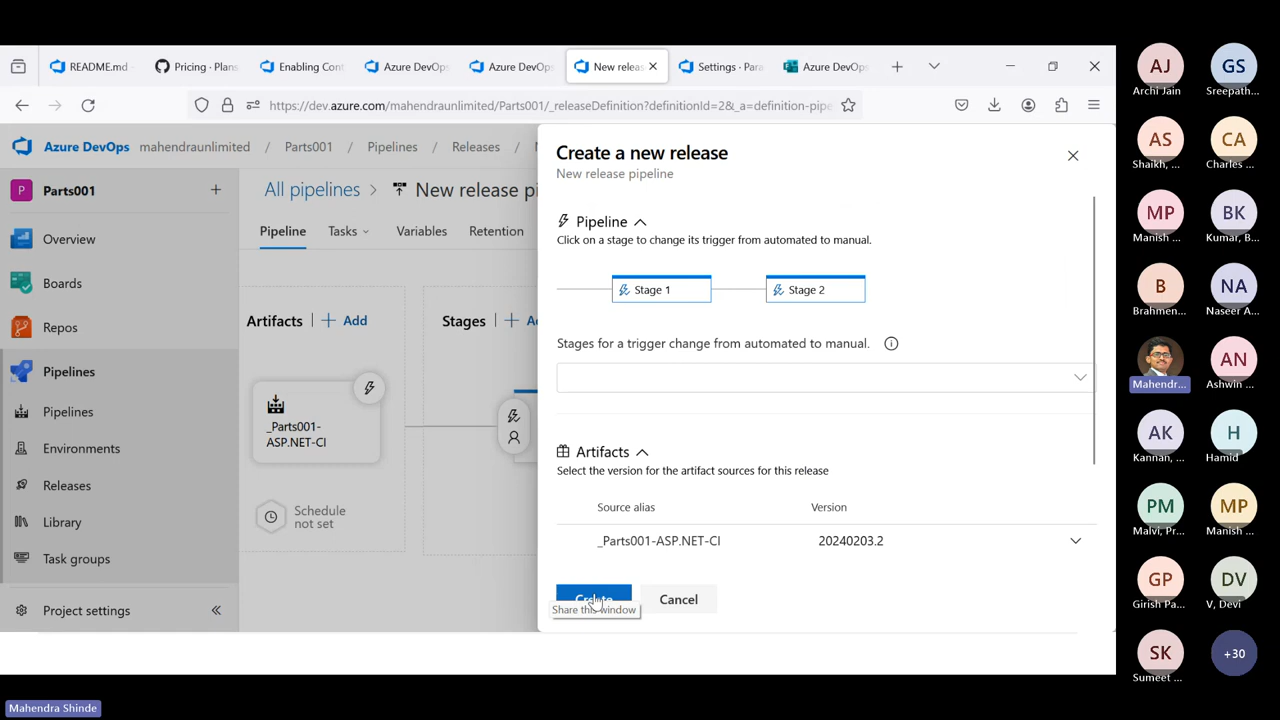 README.md
Pricing · Plans
Enabling Cont
Azure DevOp
Azure DevOp
New releas
Settings · Para
Azure DevOp
https://dev.azure.com/mahendraunlimited/Parts001/_releaseDefinition?definitionId=2&_a=definition-pipe
Azure DevOps mahendraunlimited / Parts001 / Pipelines / Releases /
P Parts001
Overview
Boards
Repos
Pipelines
Pipelines
Environments
Releases
Library
Task groups
Project settings
All pipelines > New release pi
Pipeline Tasks Variables Retention
Artifacts | + Add
Stages | + A
_Parts001-
ASP.NET-CI
Schedule
not set
Create a new release
New release pipeline
Pipeline
Click on a stage to change its trigger from automated to manual.
Stage 1
Stage 2
Stages for a trigger change from automated to manual.
Artifacts
Select the version for the artifact sources for this release
Source alias Version
_Parts001-ASP.NET-CI 20240203.2
Create Cancel
Share this window
AJ
Archi Jain
GS
Sreepath...
AS
Shaikh, ...
CA
Charles ...
MP
Manish ...
BK
Kumar, B...
B
Brahmen...
NA
Naseer A...
Mahendr...
AN
Ashwin ...
AK
Kannan, ...
H
Hamid
PM
Malvi, Pr...
MP
Manish ...
GP
Girish Pa...
DV
V, Devi
SK
Sumeet ...
+30
Mahendra Shinde